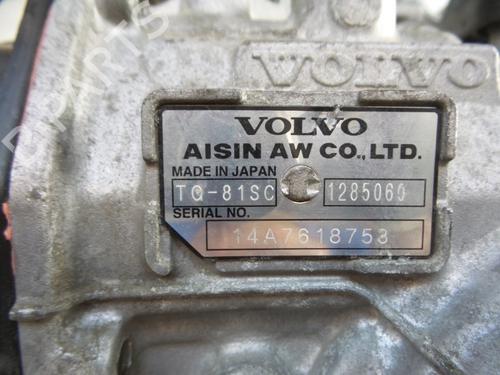 VOLVO
VOLVO
AISIN AW CO., LTD.
MADE IN JAPAN
TG-81SC 1285060
SERIAL NO.
14A7618753